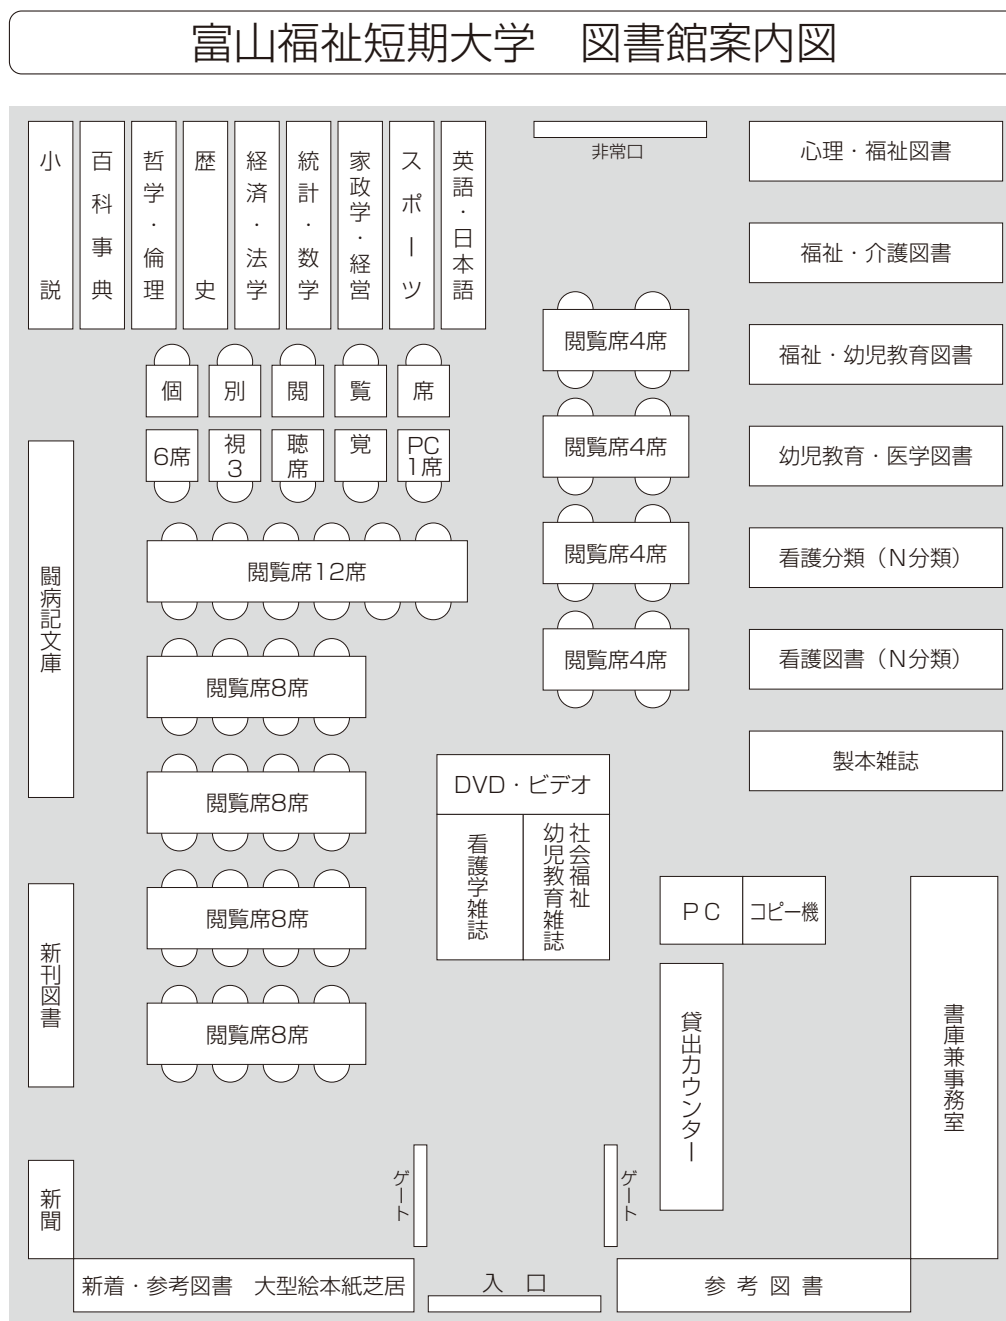 富山福祉短期大学　図書館案内図
小説
百科事典
哲学・倫理
歴史
経済・法学
統計・数学
家政学・経営
スポーツ
英語・日本語
非常口
心理・福祉図書
福祉・介護図書
福祉・幼児教育図書
幼児教育・医学図書
看護分類（N分類）
看護図書（N分類）
製本雑誌
閲覧席4席
閲覧席4席
閲覧席4席
閲覧席4席
個別閲覧席
6席
視聴覚
3席
PC
1席
閲覧席12席
閲覧席8席
閲覧席8席
閲覧席8席
閲覧席8席
闘病記文庫
新刊図書
新聞
DVD・ビデオ
看護学雑誌
社会福祉
幼児教育雑誌
PC
コピー機
貸出カウンター
書庫兼事務室
ゲート
ゲート
新着・参考図書　大型絵本紙芝居
入口
参考図書